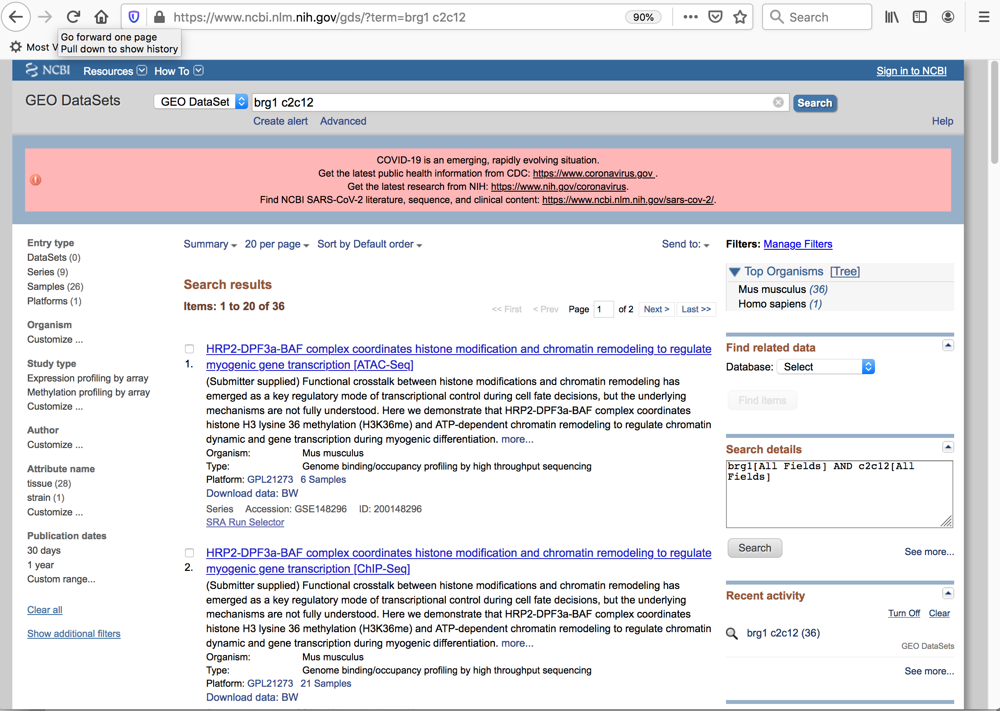 https://www.ncbi.nlm.nih.gov/gds/?term=brg1 c2c12
90%
Search
Go forward one page
Pull down to show history
Most V
NCBI
Resources
How To
Sign in to NCBI
GEO DataSets
GEO DataSet
brg1 c2c12
Search
Create alert
Advanced
Help
COVID-19 is an emerging, rapidly evolving situation.
Get the latest public health information from CDC: https://www.coronavirus.gov .
Get the latest research from NIH: https://www.nih.gov/coronavirus.
Find NCBI SARS-CoV-2 literature, sequence, and clinical content: https://www.ncbi.nlm.nih.gov/sars-cov-2/.
Entry type
DataSets (0)
Series (9)
Samples (26)
Platforms (1)
Organism
Customize ...
Study type
Expression profiling by array
Methylation profiling by array
Customize ...
Author
Customize ...
Attribute name
tissue (28)
strain (1)
Customize ...
Publication dates
30 days
1 year
Custom range...
Clear all
Show additional filters
Summary
20 per page
Sort by Default order
Send to:
Search results
Items: 1 to 20 of 36
<< First
< Prev
Page 1 of 2
Next >
Last >>
1.
HRP2-DPF3a-BAF complex coordinates histone modification and chromatin remodeling to regulate
myogenic gene transcription [ATAC-Seq]
(Submitter supplied) Functional crosstalk between histone modifications and chromatin remodeling has
emerged as a key regulatory mode of transcriptional control during cell fate decisions, but the underlying
mechanisms are not fully understood. Here we demonstrate that HRP2-DPF3a-BAF complex coordinates
histone H3 lysine 36 methylation (H3K36me) and ATP-dependent chromatin remodeling to regulate chromatin
dynamic and gene transcription during myogenic differentiation. more...
Organism: Mus musculus
Type: Genome binding/occupancy profiling by high throughput sequencing
Platform: GPL21273 6 Samples
Download data: BW
Series Accession: GSE148296 ID: 200148296
SRA Run Selector
2.
HRP2-DPF3a-BAF complex coordinates histone modification and chromatin remodeling to regulate
myogenic gene transcription [ChIP-Seq]
(Submitter supplied) Functional crosstalk between histone modifications and chromatin remodeling has
emerged as a key regulatory mode of transcriptional control during cell fate decisions, but the underlying
mechanisms are not fully understood. Here we demonstrate that HRP2-DPF3a-BAF complex coordinates
histone H3 lysine 36 methylation (H3K36me) and ATP-dependent chromatin remodeling to regulate chromatin
dynamic and gene transcription during myogenic differentiation. more...
Organism: Mus musculus
Type: Genome binding/occupancy profiling by high throughput sequencing
Platform: GPL21273 21 Samples
Download data: BW
Filters: Manage Filters
Top Organisms [Tree]
Mus musculus (36)
Homo sapiens (1)
Find related data
Database: Select
Find items
Search details
brg1[All Fields] AND c2c12[All
Fields]
Search
See more...
Recent activity
Turn Off
Clear
brg1 c2c12 (36)
GEO DataSets
See more...